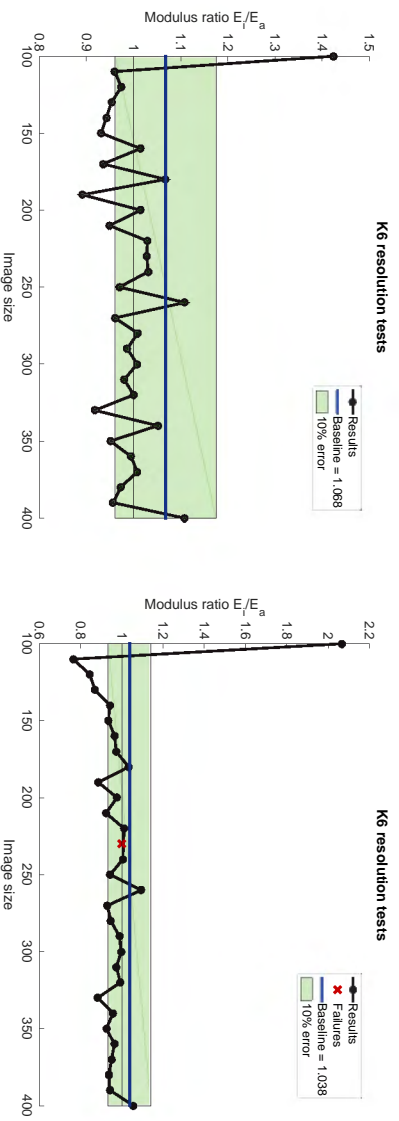 K6 resolution tests
Results
Baseline = 1.068
10% error
Modulus ratio E_i/E_a
1.5
1.4
1.3
1.2
1.1
1
0.9
0.8
100
150
200
250
300
350
400
Image size
K6 resolution tests
Results
Failures
Baseline = 1.038
10% error
Modulus ratio E_i/E_a
2.2
2
1.8
1.6
1.4
1.2
1
0.8
0.6
100
150
200
250
300
350
400
Image size